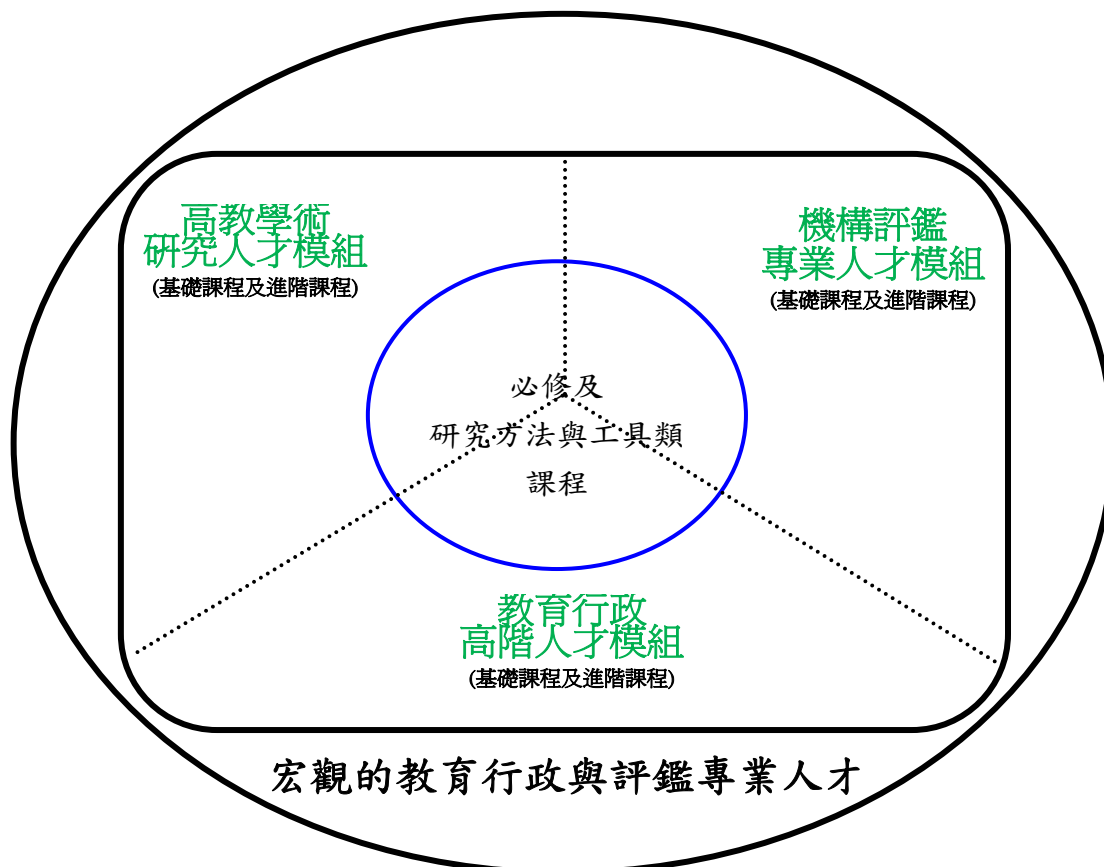 高教學術
研究人才模組
(基礎課程及進階課程)
機構評鑑
專業人才模組
(基礎課程及進階課程)
必修及
研究方法與工具類
課程
教育行政
高階人才模組
(基礎課程及進階課程)
宏觀的教育行政與評鑑專業人才